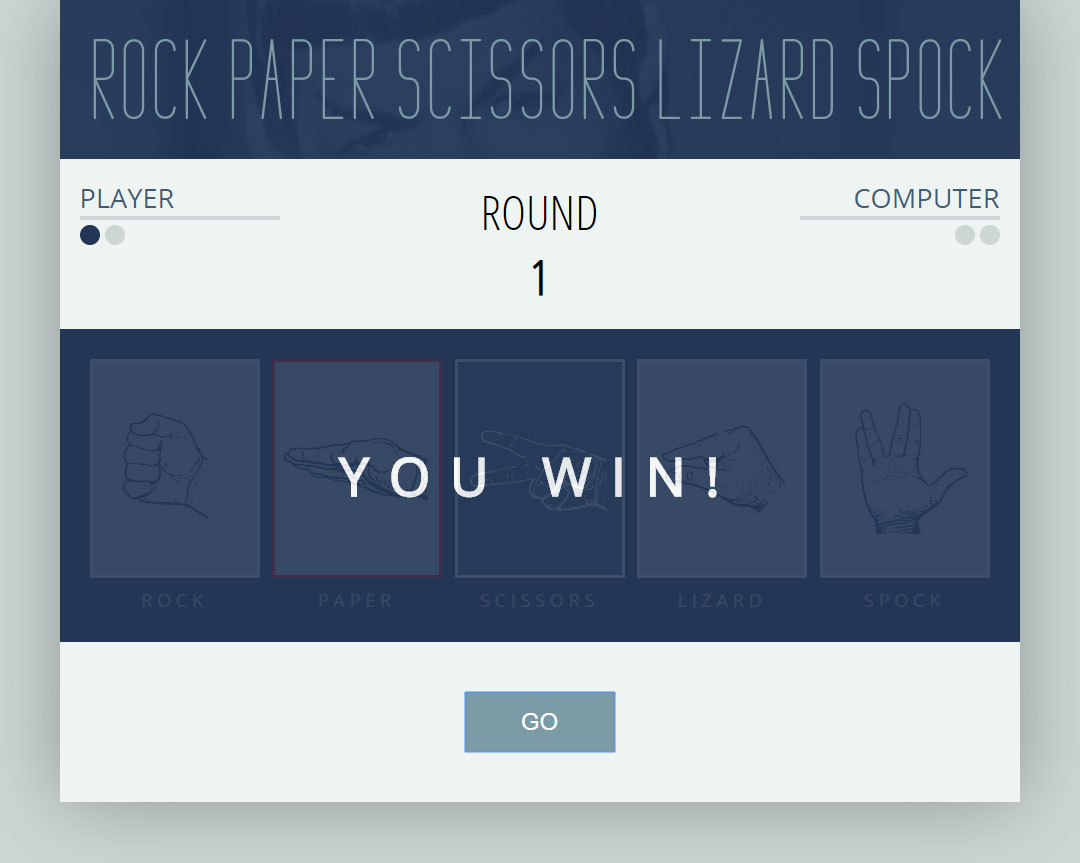 ROCK PAPER SCISSORS LIZARD SPOCK
PLAYER
COMPUTER
ROUND
1
YOU WIN!
ROCK
PAPER
SCISSORS
LIZARD
SPOCK
GO